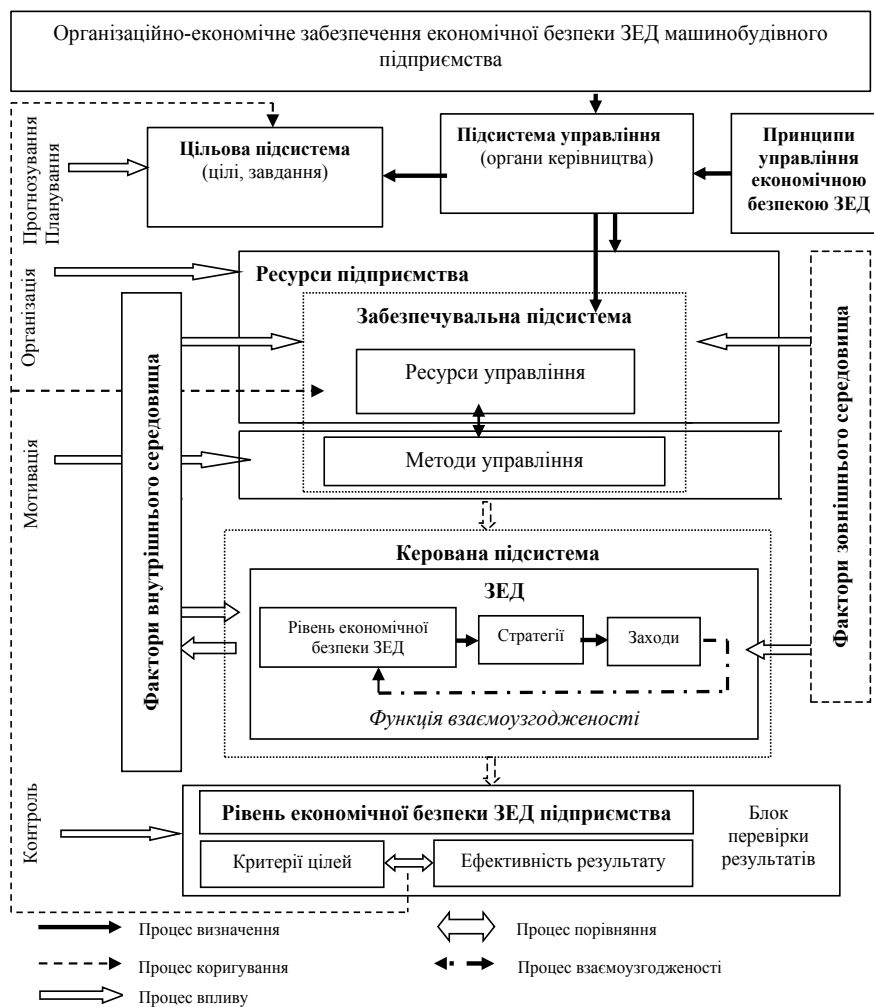 Організаційно-економічне забезпечення економічної безпеки ЗЕД машинобудівного
підприємства
Прогнозування
Планування
Цільова підсистема
(цілі, завдання)
Підсистема управління
(органи керівництва)
Принципи
управління
економічною
безпекою ЗЕД
Організація
Ресурси підприємства
Забезпечувальна підсистема
Ресурси управління
Мотивація
Методи управління
Фактори внутрішнього середовища
Фактори зовнішнього середовища
Керована підсистема
ЗЕД
Рівень економічної
безпеки ЗЕД
Стратегії
Заходи
Функція взаємоузгодженості
Контроль
Рівень економічної безпеки ЗЕД підприємства
Критерії цілей
Ефективність результату
Блок
перевірки
результатів
Процес визначення
Процес порівняння
Процес коригування
Процес взаємоузгодженості
Процес впливу